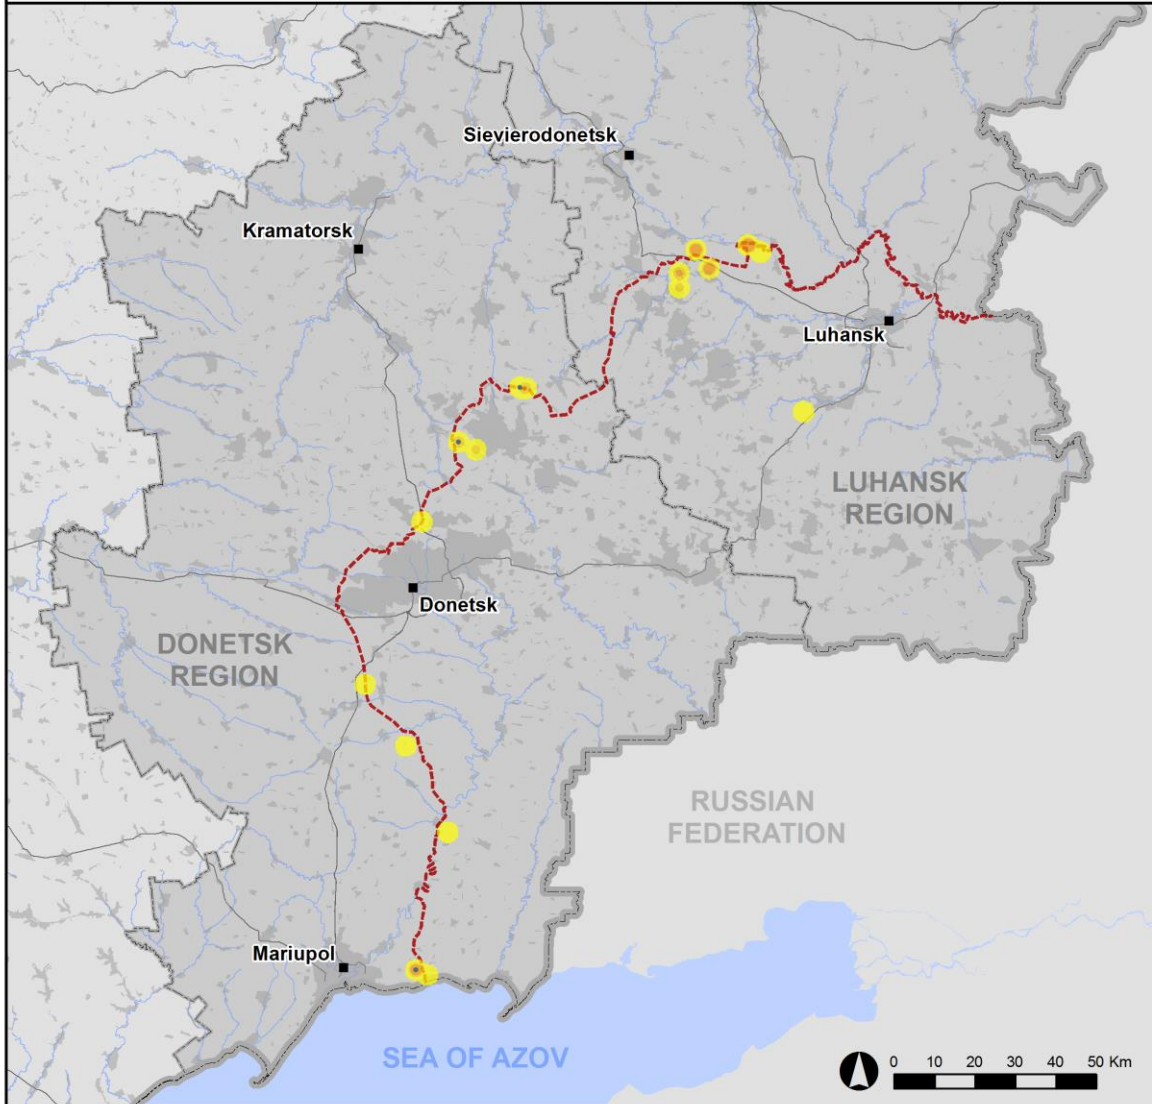 Sievierodonetsk
Kramatorsk
Luhansk
LUHANSK
REGION
Donetsk
DONETSK
REGION
RUSSIAN
FEDERATION
Mariupol
SEA OF AZOV
0 10 20 30 40 50 Km